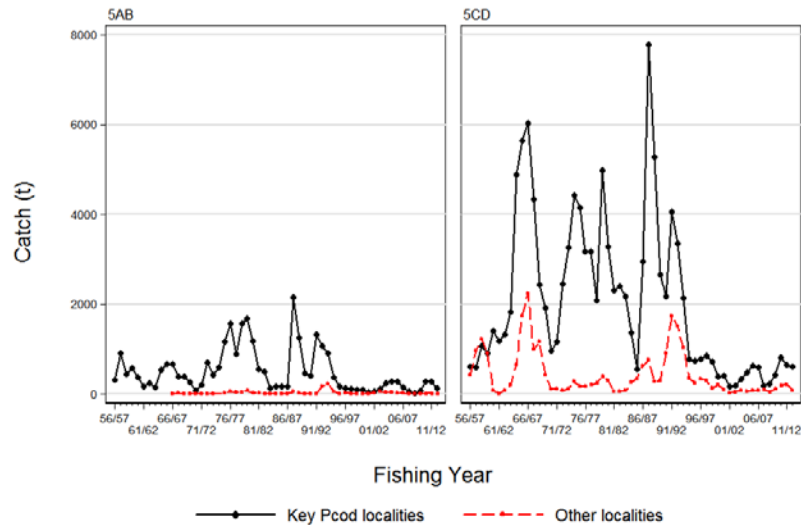 5AB 5CD
8000
6000
4000
2000
0
Catch (t)
56/57 66/67 76/77 86/87 96/97 06/07 56/57 66/67 76/77 86/87 96/97 06/07
61/62 71/72 81/82 91/92 01/02 11/12 61/62 71/72 81/82 91/92 01/02 11/12
Fishing Year
Key Pcod localities Other localities